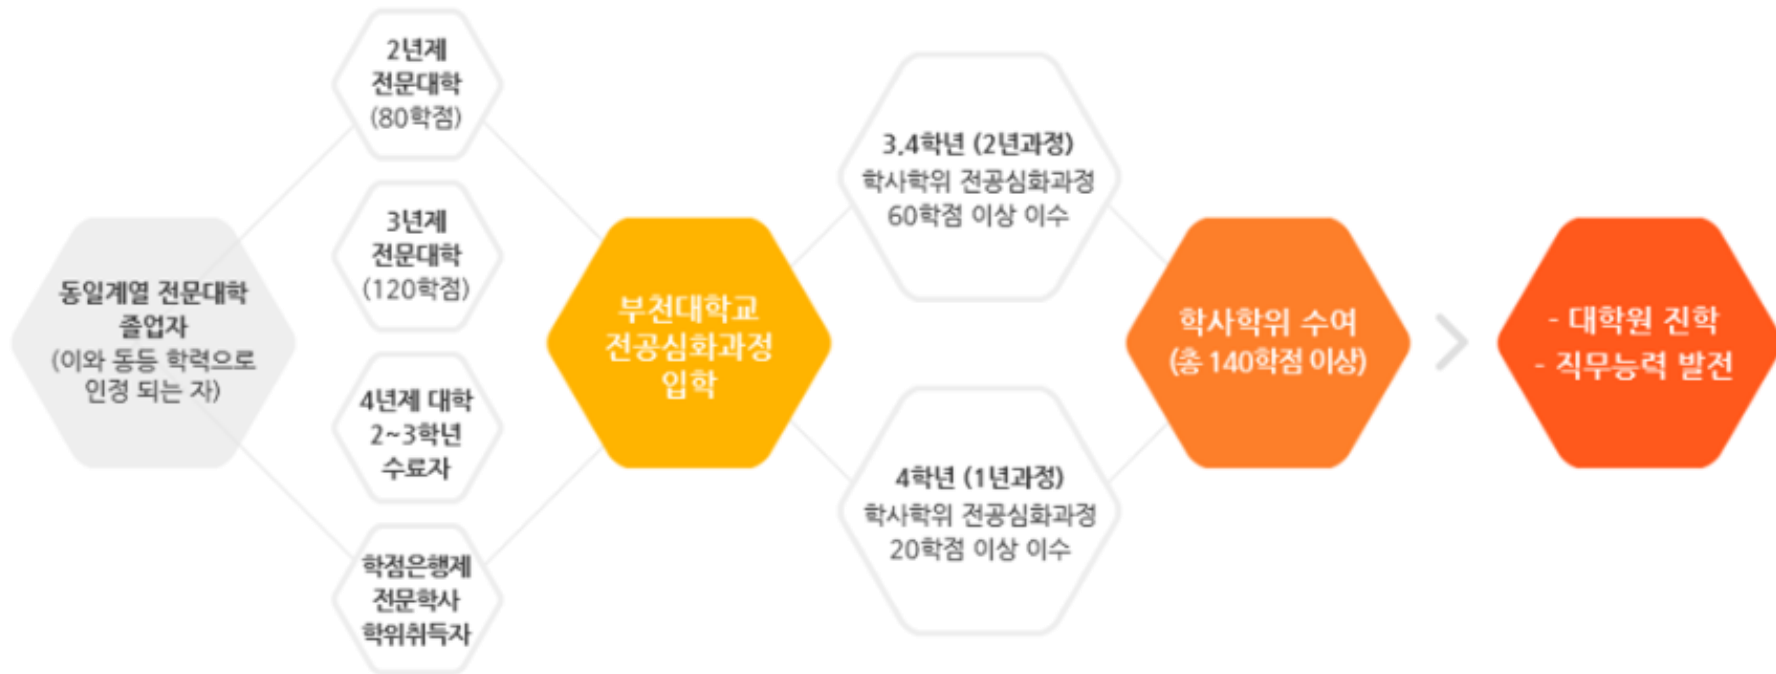 동일계열 전문대학
졸업자
(이와 동등 학력으로
인정 되는 자)
2년제
전문대학
(80학점)
3년제
전문대학
(120학점)
4년제 대학
2~3학년
수료자
학점은행제
전문학사
학위취득자
부천대학교
전공심화과정
입학
3,4학년 (2년과정)
학사학위 전공심화과정
60학점 이상 이수
4학년 (1년과정)
학사학위 전공심화과정
20학점 이상 이수
학사학위 수여
(총 140학점 이상)
- 대학원 진학
- 직무능력 발전